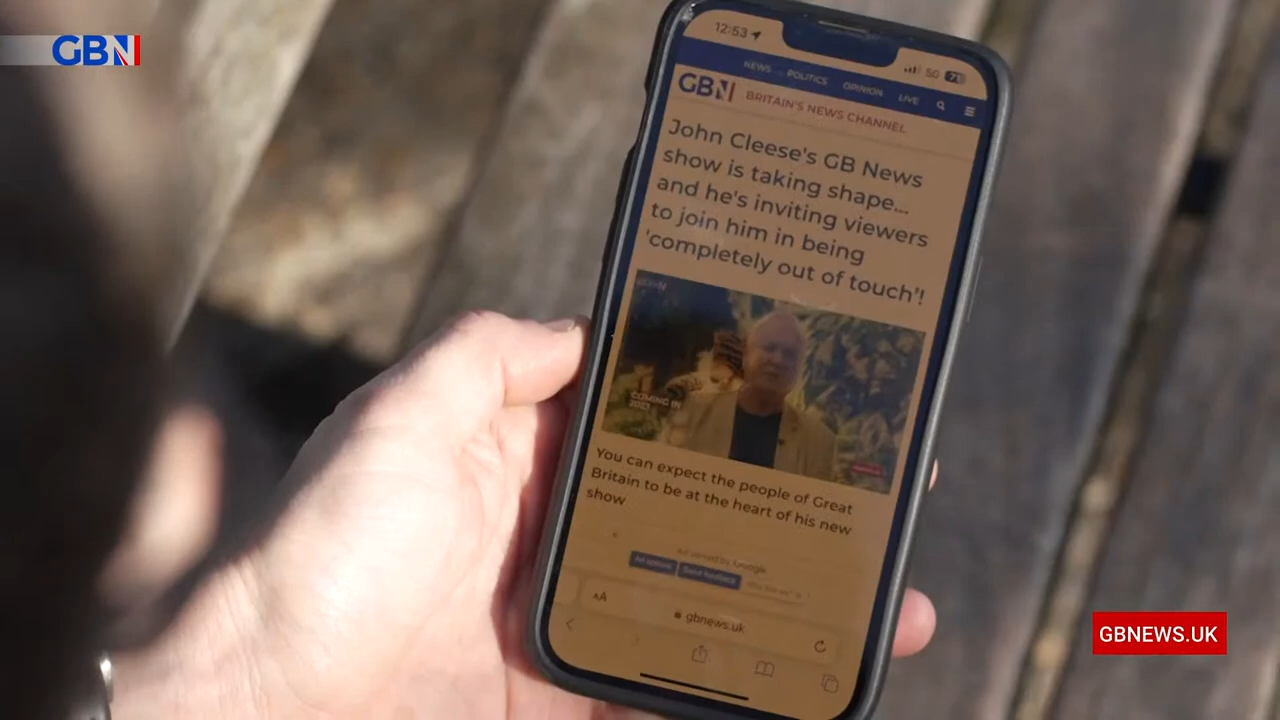 GBN
12:53
5G
71
NEWS POLITICS OPINION LIVE
GBN BRITAIN'S NEWS CHANNEL
John Cleese's GB News
show is taking shape...
and he's inviting viewers
to join him in being
'completely out of touch'!
COMING IN
2023
You can expect the people of Great
Britain to be at the heart of his new
show
Send feedback
AA
gbnews.uk
GBNEWS.UK